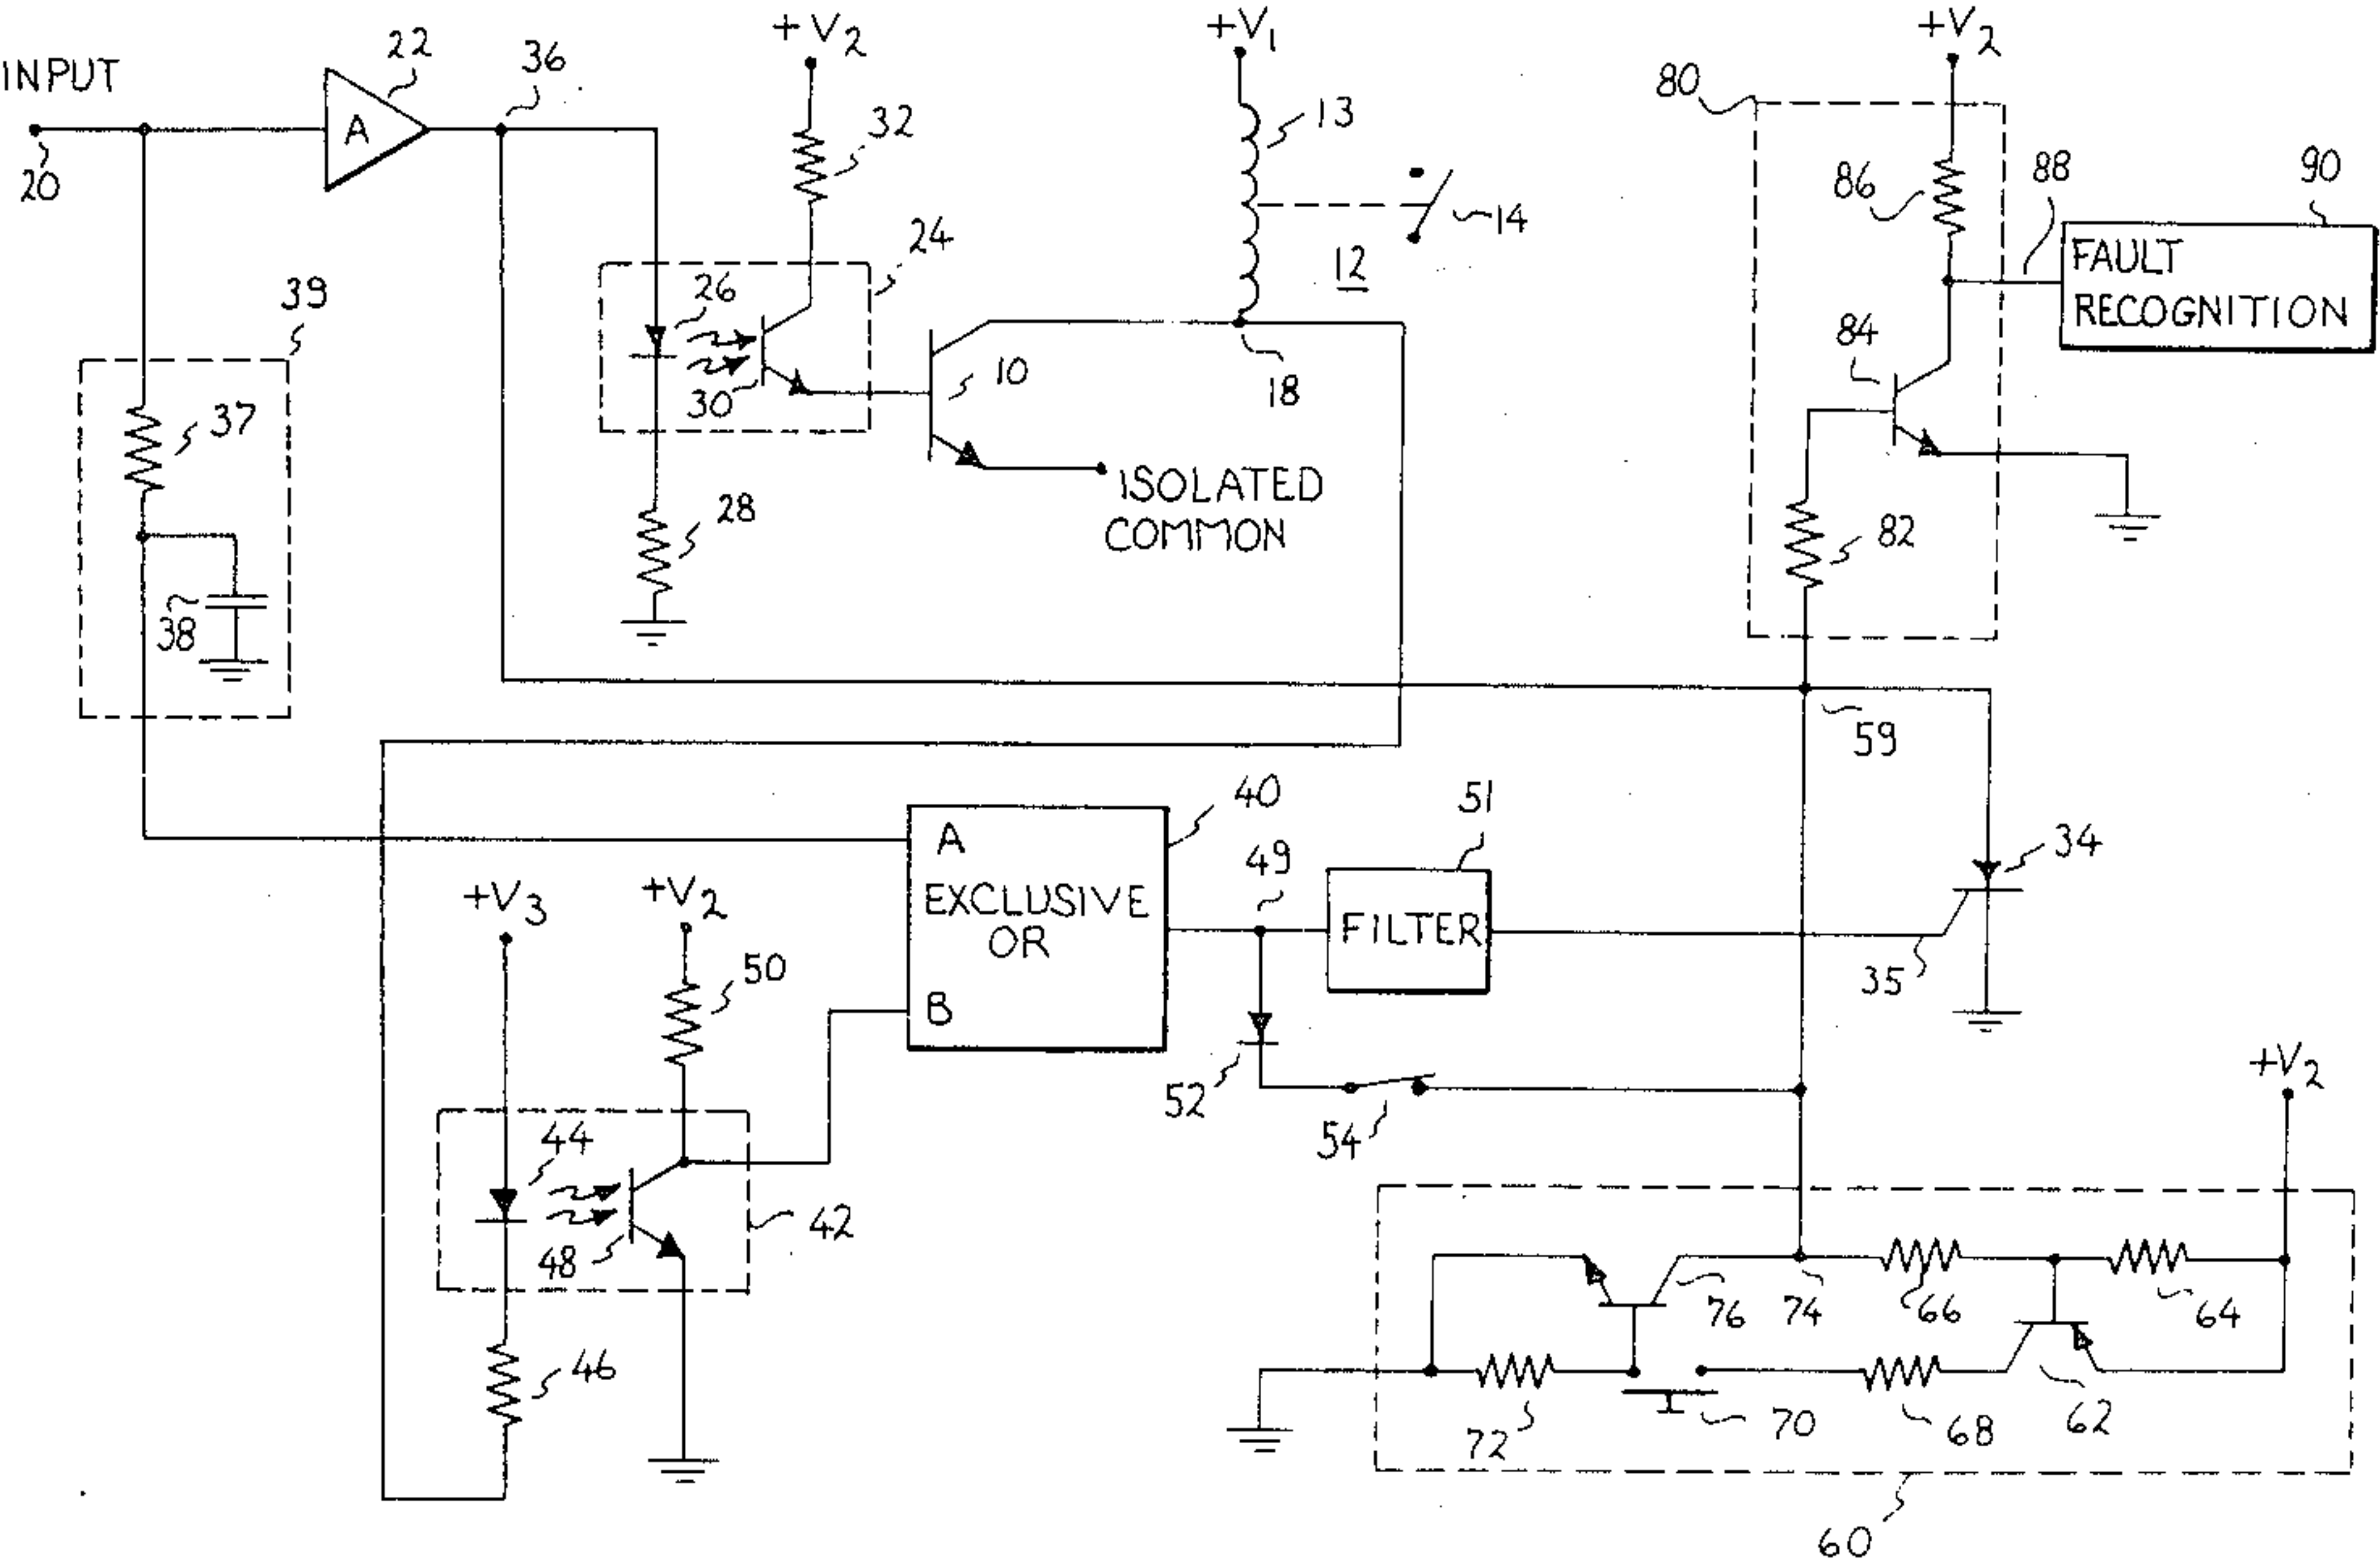 INPUT
20
22
A
36
+V2
32
24
26
30
28
10
ISOLATED
COMMON
+V1
13
14
12
18
80
+V2
86
88
90
FAULT
RECOGNITION
84
82
39
37
38
59
40
A
EXCLUSIVE
OR
B
49
51
FILTER
34
35
+V3
+V2
50
44
48
42
46
52
54
+V2
76
74
66
64
72
70
68
62
60